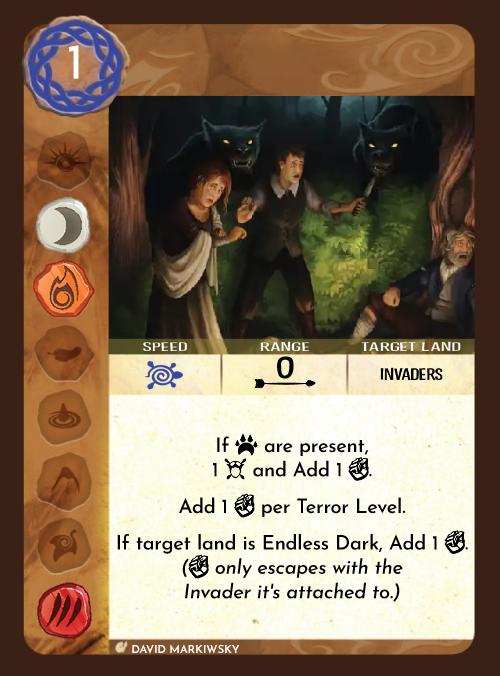 1
SPEED RANGE TARGET LAND
0 INVADERS
If are present,
1 and Add 1 .
Add 1 per Terror Level.
If target land is Endless Dark, Add 1 .
( only escapes with the
Invader it's attached to.)
DAVID MARKIWSKY